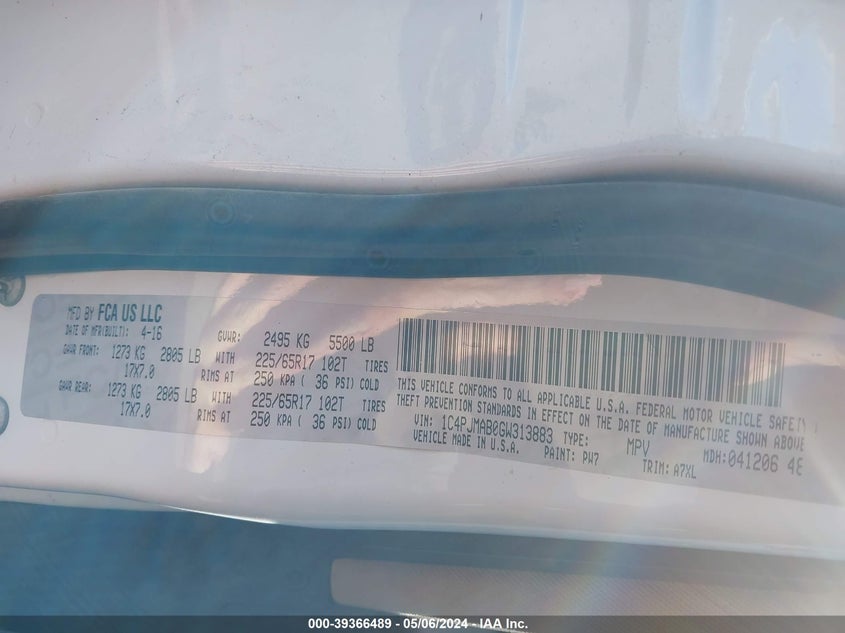 MFD BY FCA US LLC
DATE OF MFR(BUILT): 4-16 GVWR: 2495 KG 5500 LB
GAWR FRONT: 1273 KG 2805 LB WITH 225/65R17 102T TIRES
17X7.0 RIMS AT 250 KPA ( 36 PSI) COLD
GAWR REAR: 1273 KG 2805 LB WITH 225/65R17 102T TIRES
17X7.0 RIMS AT 250 KPA ( 36 PSI) COLD
THIS VEHICLE CONFORMS TO ALL APPLICABLE U.S.A. FEDERAL MOTOR VEHICLE SAFETY
THEFT PREVENTION STANDARDS IN EFFECT ON THE DATE OF MANUFACTURE SHOWN ABOVE
VIN: 1C4PJMAB0GW313883 TYPE: MPV MDH:041206 4E
VEHICLE MADE IN U.S.A. PAINT: PW7 TRIM: A7XL
000-39366489 - 05/06/2024 - IAA Inc.